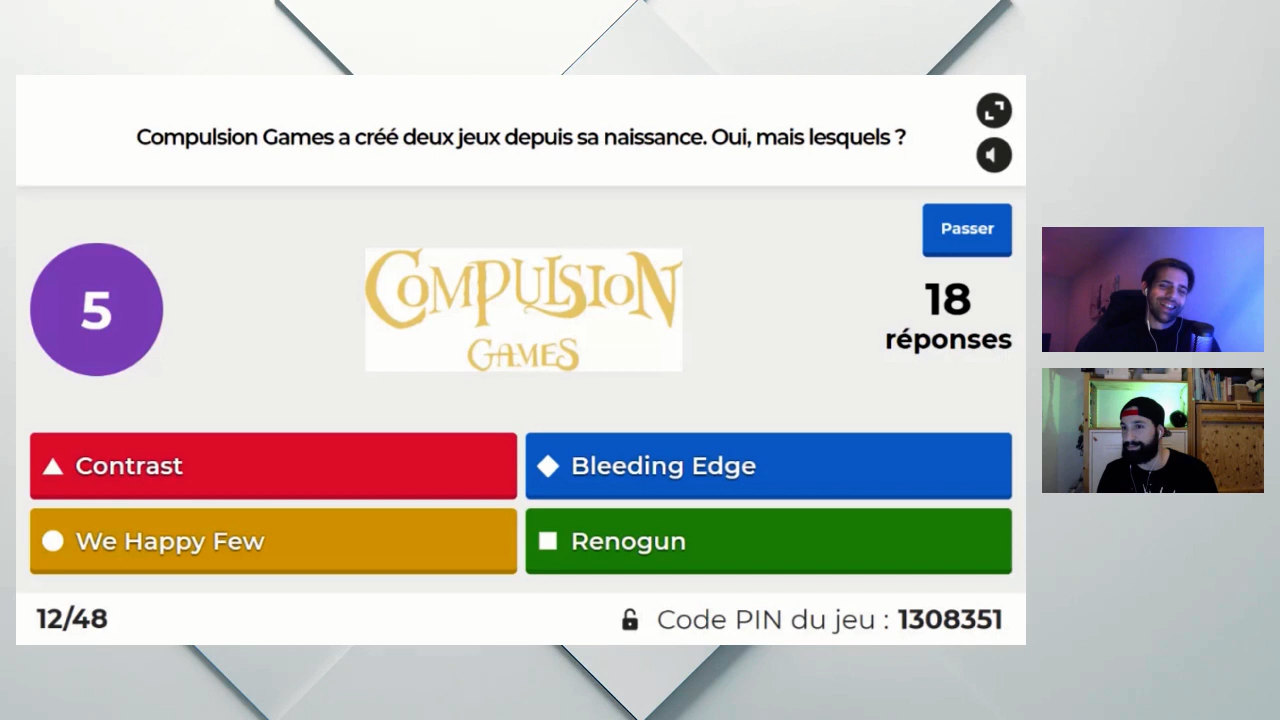 Compulsion Games a créé deux jeux depuis sa naissance. Oui, mais lesquels ?
Passer
5
COMPULSION
GAMES
18
réponses
Contrast
Bleeding Edge
We Happy Few
Renogun
12/48
Code PIN du jeu : 1308351